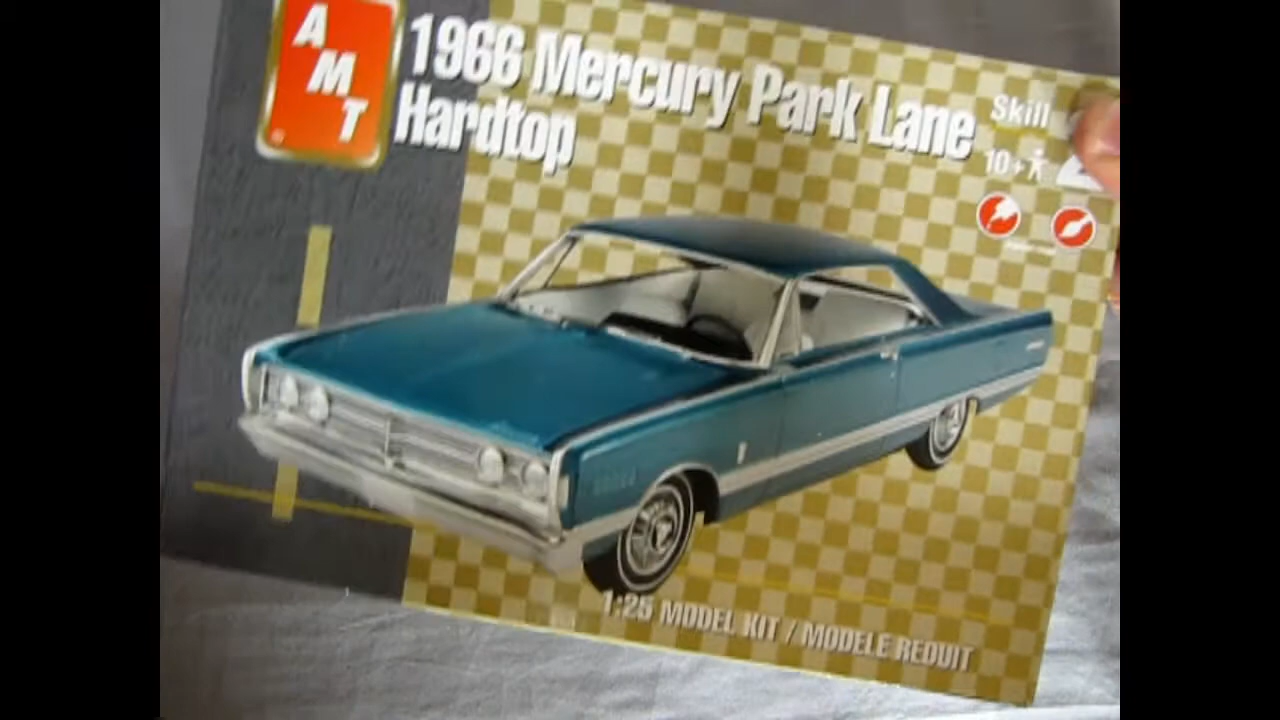 AMT
1966 Mercury Park Lane
Hardtop
Skill
10+
1:25 MODEL KIT / MODELE REDUIT